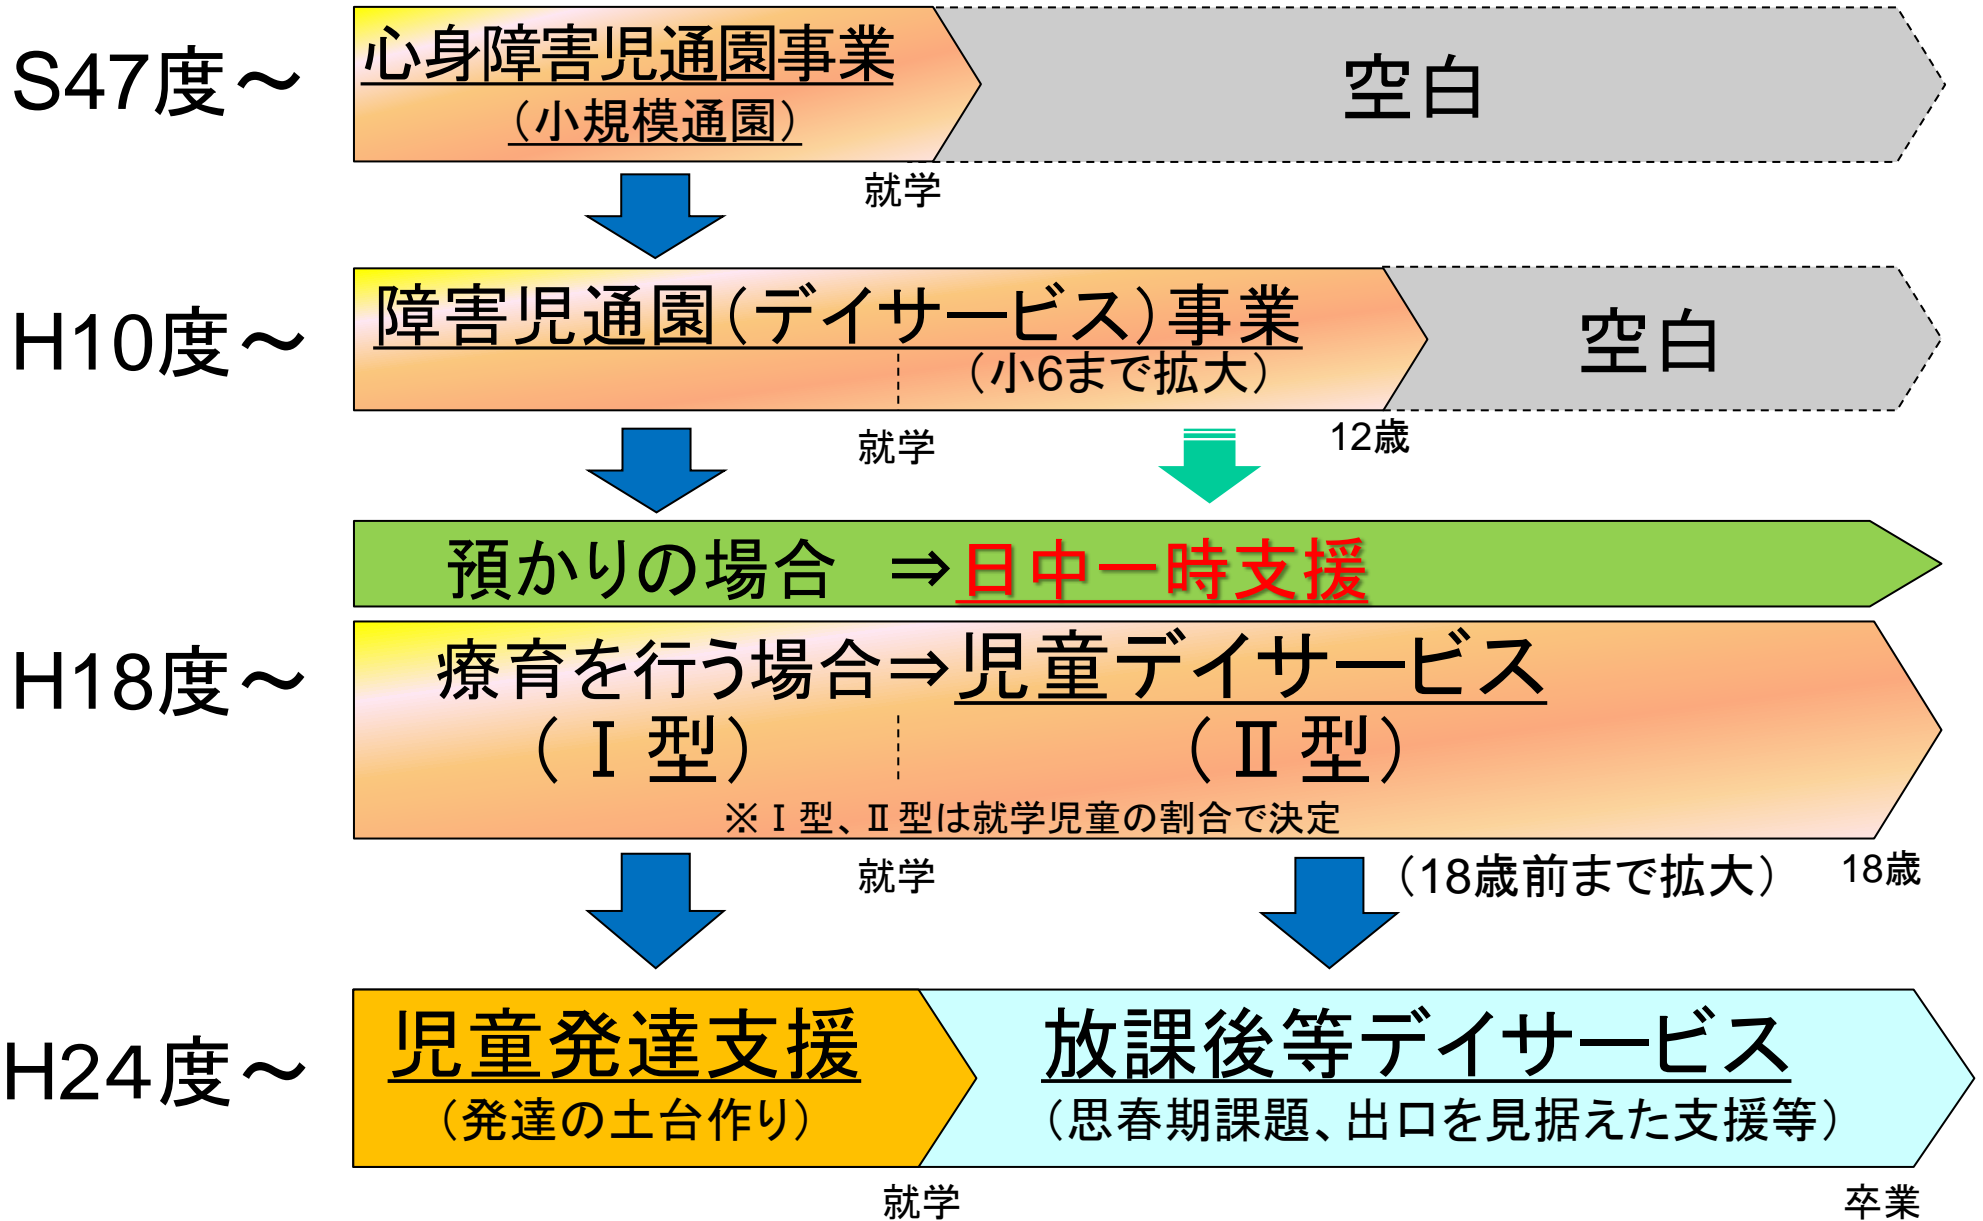 S47度～
心身障害児通園事業
（小規模通園）
空白
就学
H10度～
障害児通園（デイサービス）事業
（小6まで拡大）
空白
就学
12歳
預かりの場合　⇒日中一時支援
H18度～
療育を行う場合⇒児童デイサービス
（Ⅰ型）
（Ⅱ型）
※Ⅰ型、Ⅱ型は就学児童の割合で決定
就学
（18歳前まで拡大）
18歳
H24度～
児童発達支援
（発達の土台作り）
放課後等デイサービス
（思春期課題、出口を見据えた支援等）
就学
卒業